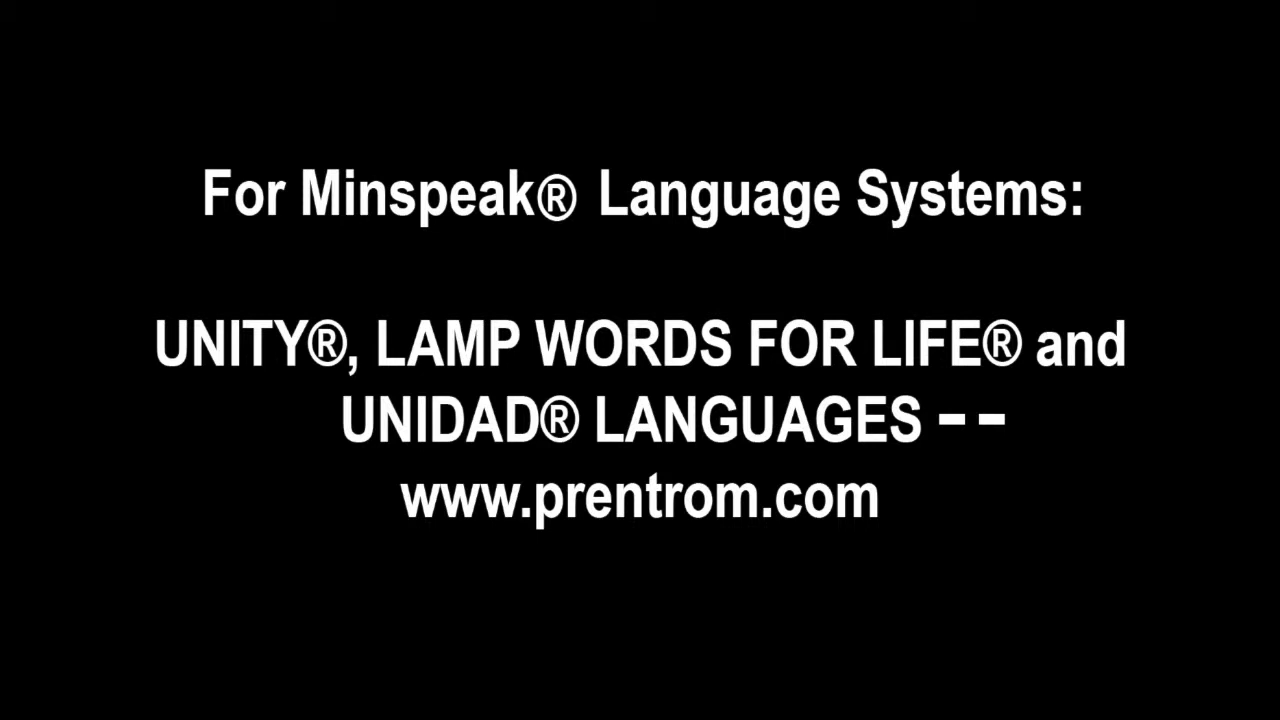 For Minspeak® Language Systems:
UNITY®, LAMP WORDS FOR LIFE® and
UNIDAD® LANGUAGES - -
www.prentrom.com